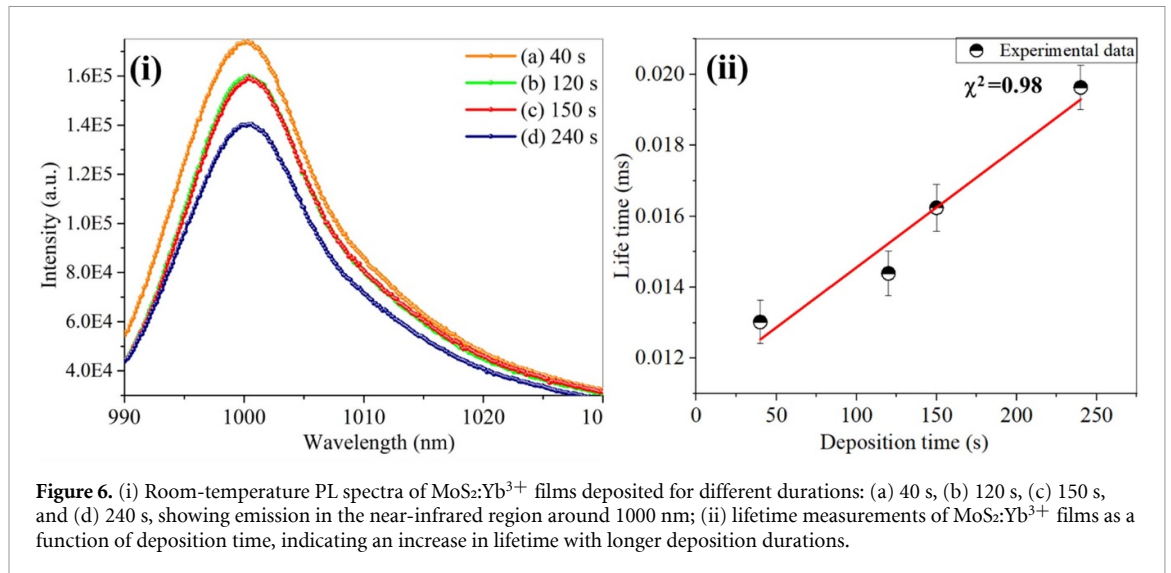 (i)
(a) 40 s
(b) 120 s
(c) 150 s
(d) 240 s
1.6E5
1.4E5
1.2E5
1.0E5
8.0E4
6.0E4
4.0E4
Intensity (a.u.)
990 1000 1010 1020 10
Wavelength (nm)
(ii)
Experimental data
χ²=0.98
0.020
0.018
0.016
0.014
0.012
Life time (ms)
0 50 100 150 200 250
Deposition time (s)
Figure 6. (i) Room-temperature PL spectra of MoS₂:Yb³⁺ films deposited for different durations: (a) 40 s, (b) 120 s, (c) 150 s,
and (d) 240 s, showing emission in the near-infrared region around 1000 nm; (ii) lifetime measurements of MoS₂:Yb³⁺ films as a
function of deposition time, indicating an increase in lifetime with longer deposition durations.